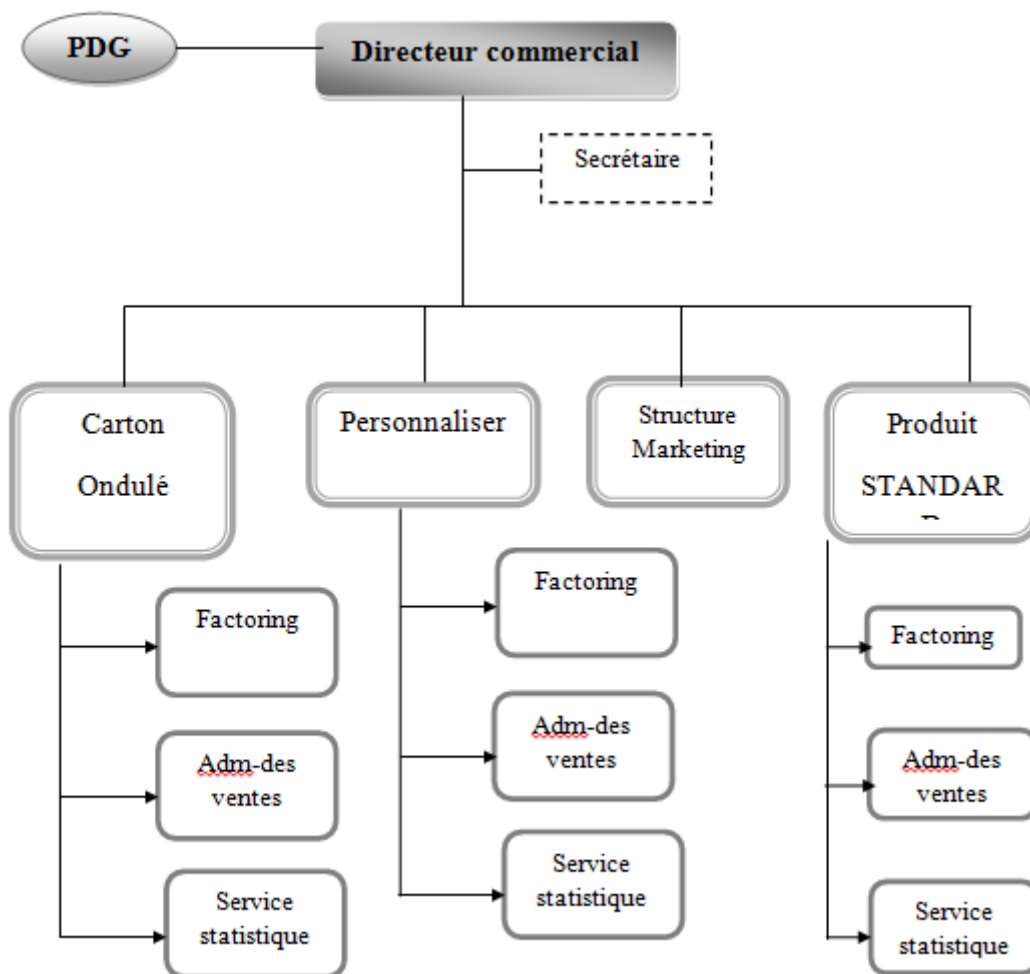 PDG
Directeur commercial
Secrétaire
Carton
Ondulé
Personnaliser
Structure
Marketing
Produit
STANDAR
Factoring
Adm-des
ventes
Service
statistique
Factoring
Adm-des
ventes
Service
statistique
Factoring
Adm-des
ventes
Service
statistique